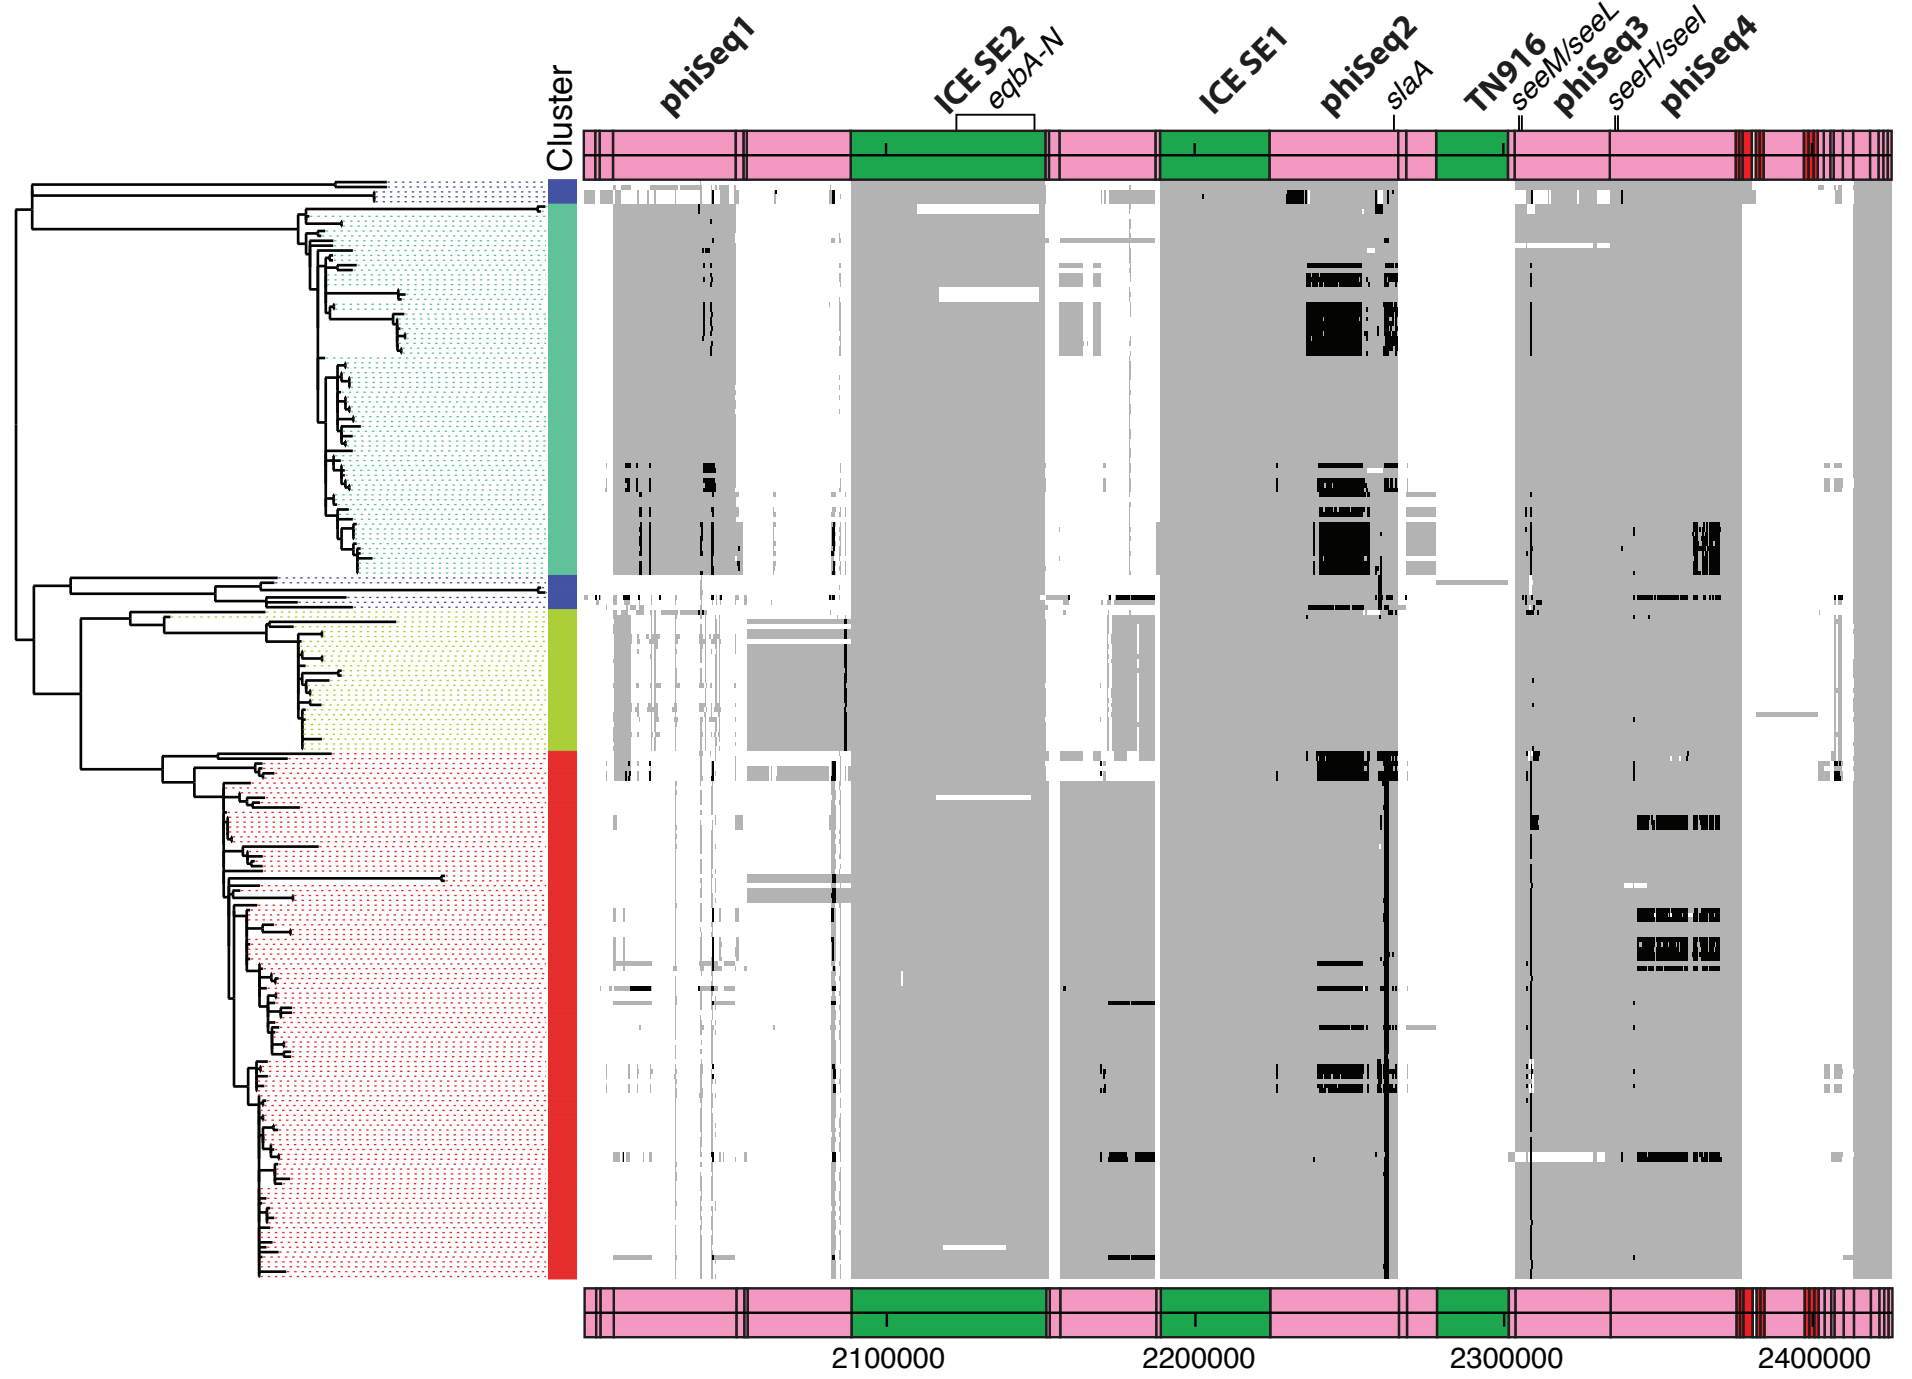 Cluster
phiSeq1
ICE SE2
eqbA-N
ICE SE1
phiSeq2
slaA
TN916
seeM/seeL
phiSeq3
seeH/seeI
phiSeq4
2100000
2200000
2300000
2400000